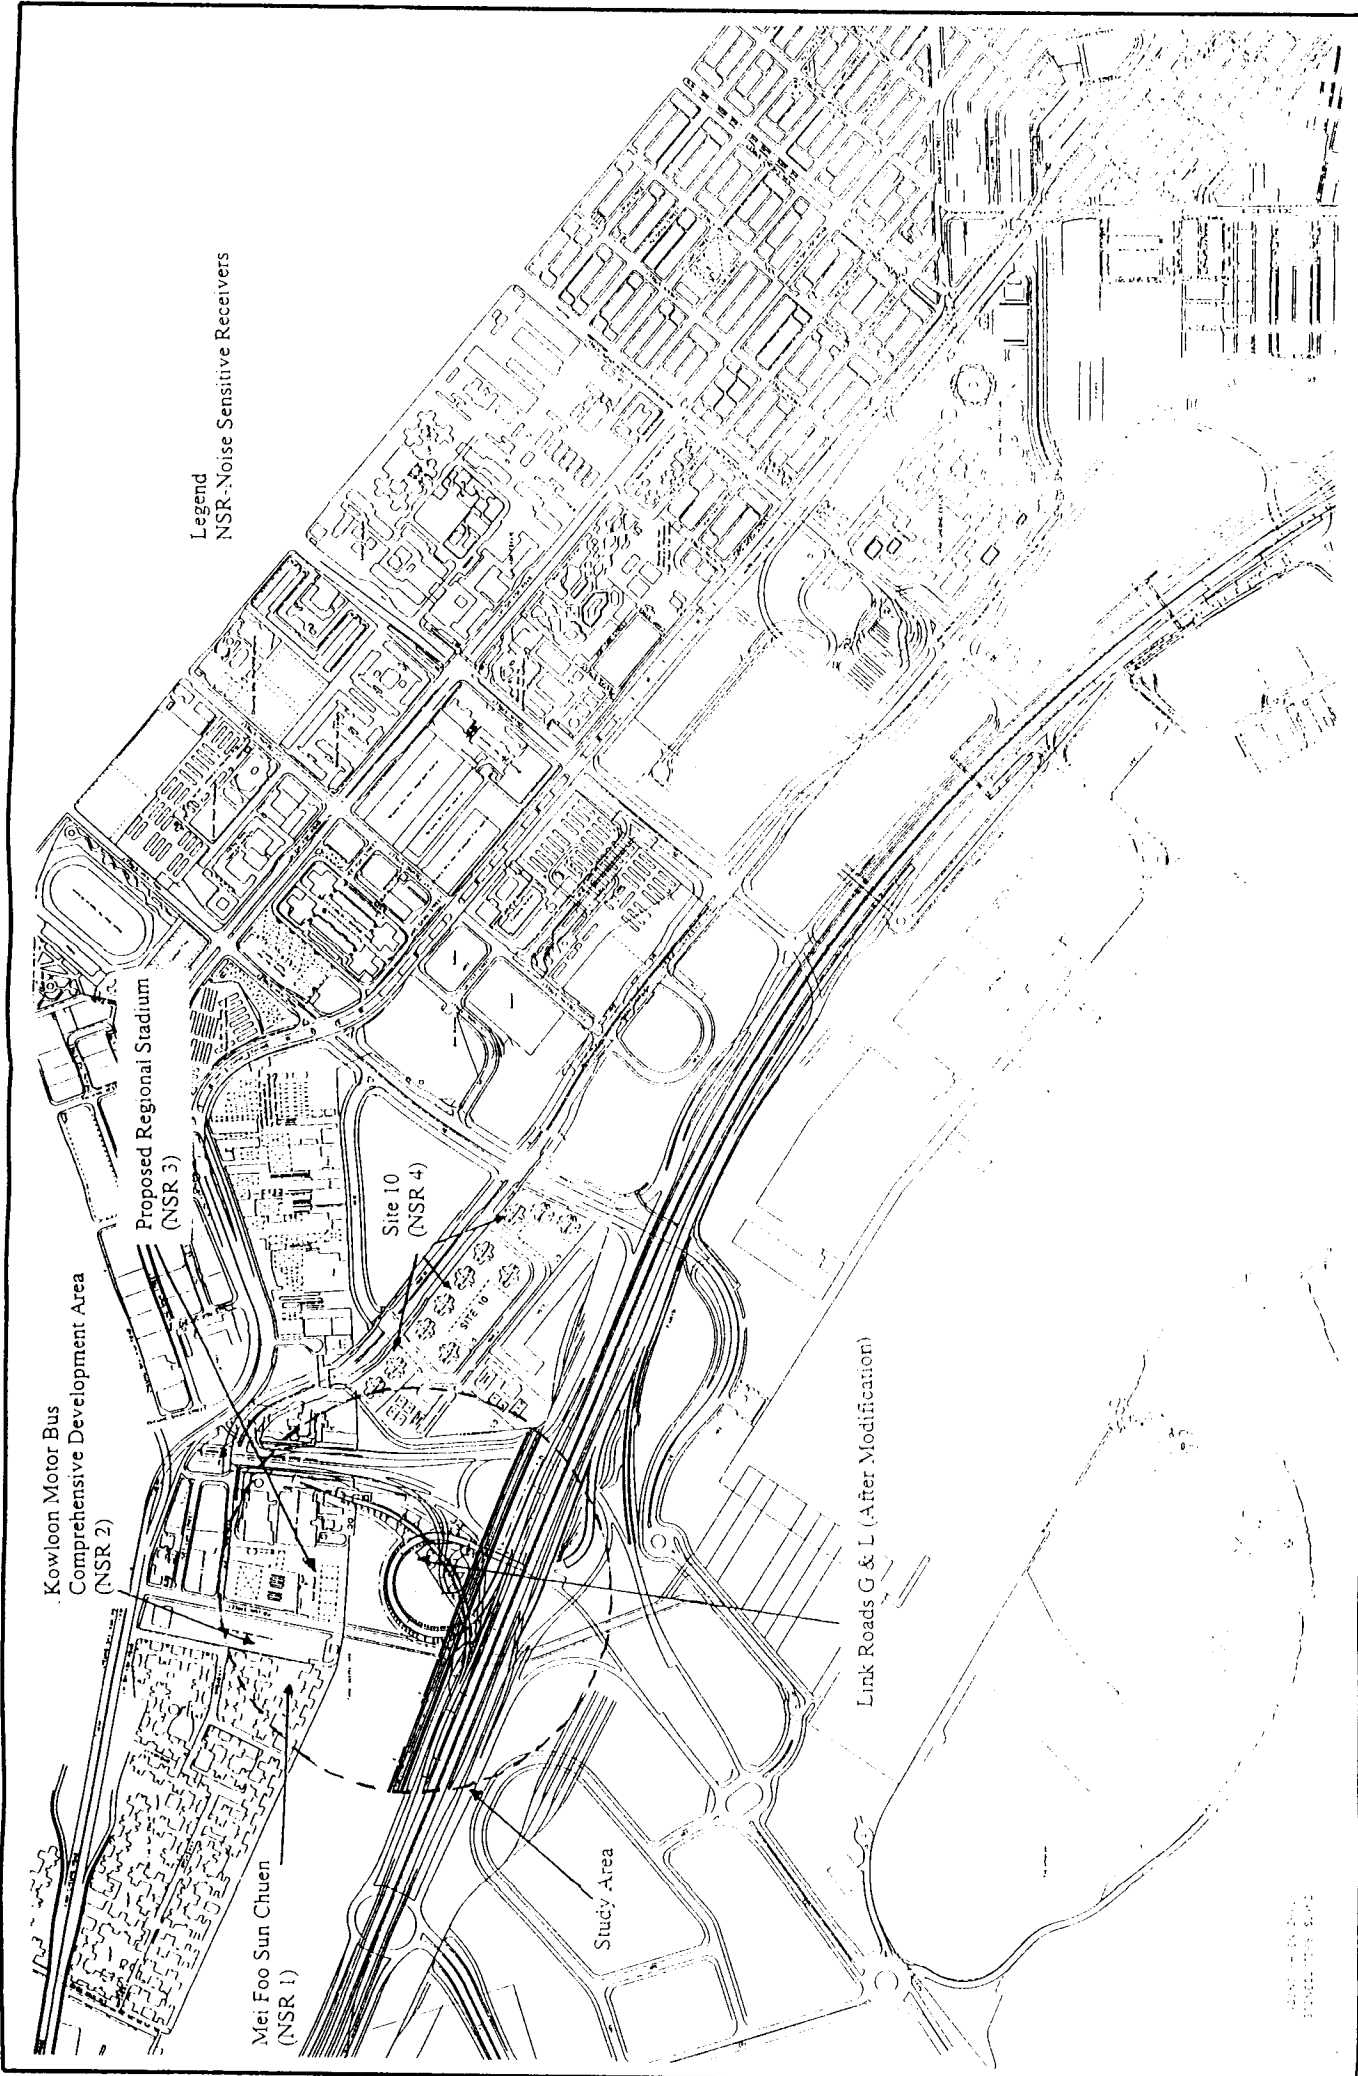 Legend
NSR-Noise Sensitive Receivers
Kowloon Motor Bus
Comprehensive Development Area
(NSR 2)
Proposed Regional Stadium
(NSR 3)
Site 10
(NSR 4)
SITE 10
Mei Foo Sun Chuen
(NSR 1)
Study Area
Link Roads G & L (After Modification)